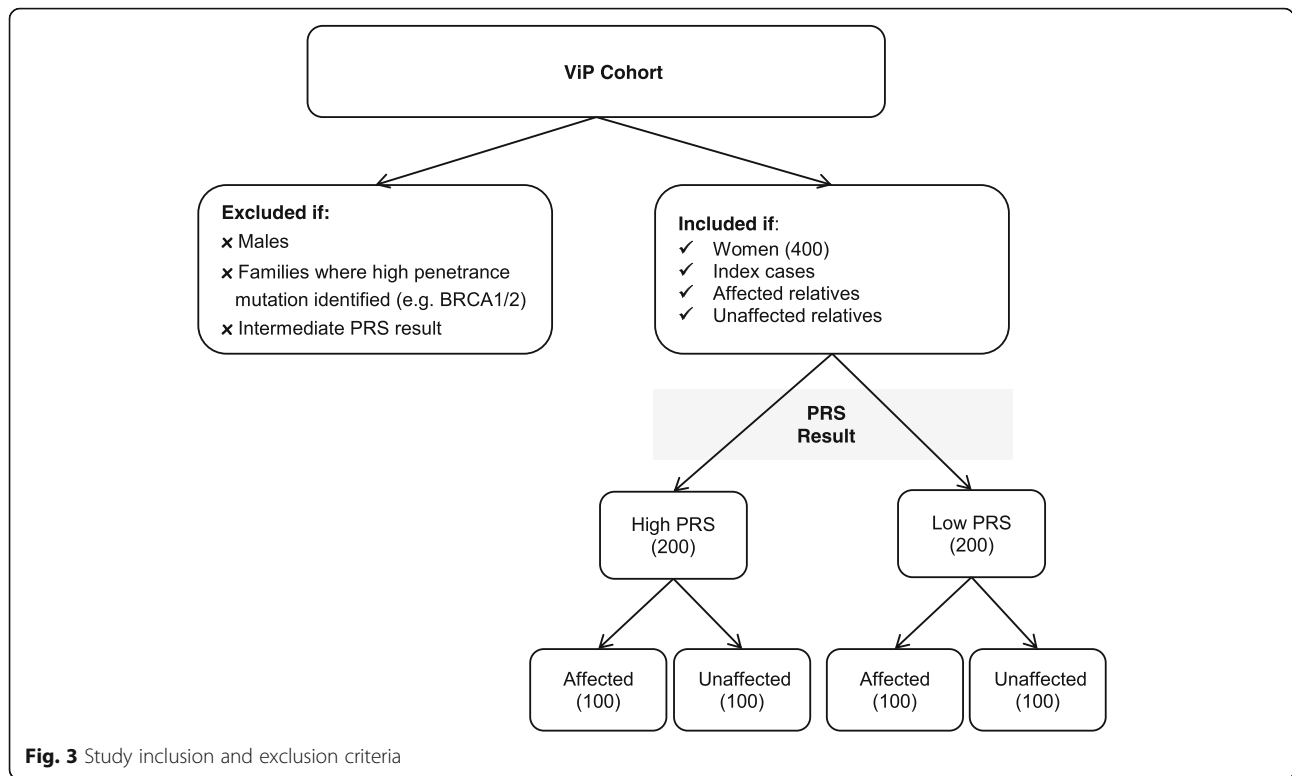 ViP Cohort
Excluded if:
✘ Males
✘ Families where high penetrance
mutation identified (e.g. BRCA1/2)
✘ Intermediate PRS result
Included if:
✓ Women (400)
✓ Index cases
✓ Affected relatives
✓ Unaffected relatives
PRS
Result
High PRS
(200)
Low PRS
(200)
Affected
(100)
Unaffected
(100)
Affected
(100)
Unaffected
(100)
Fig. 3 Study inclusion and exclusion criteria